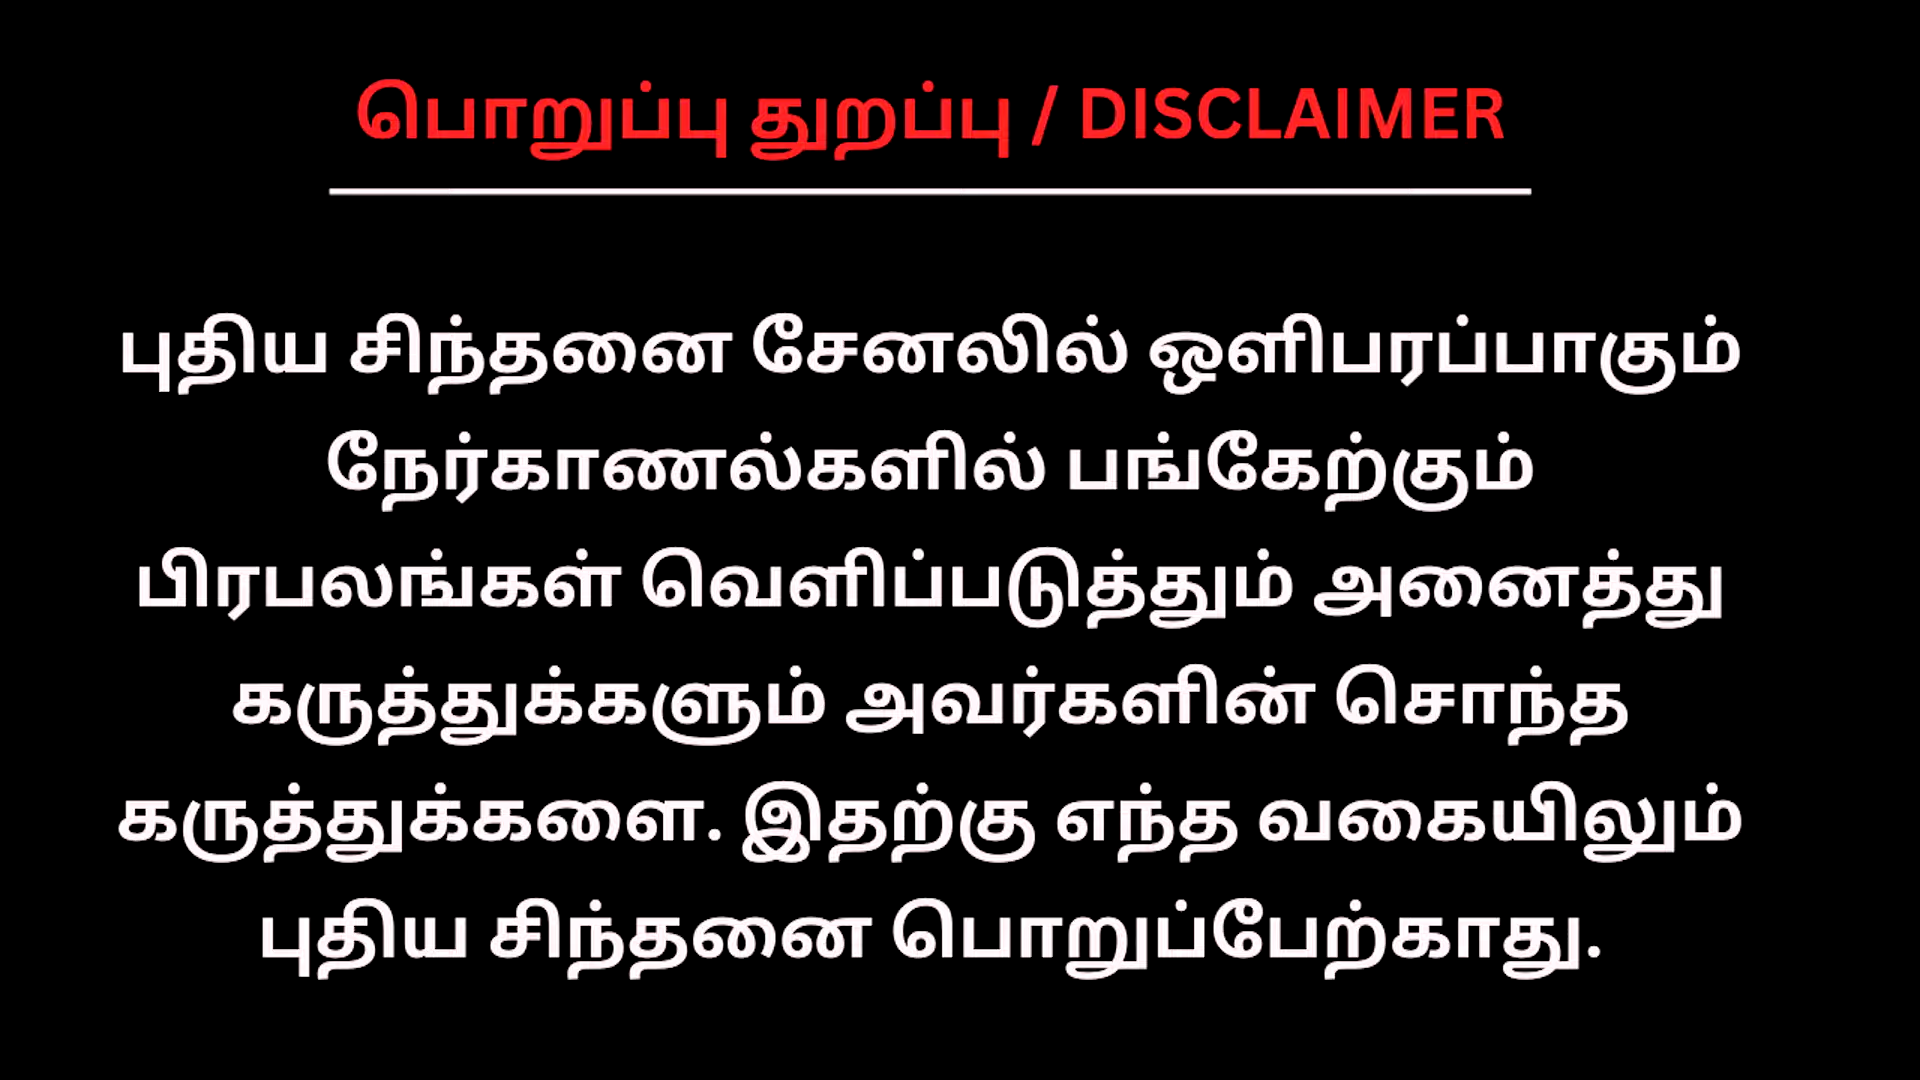 பொறுப்பு துறப்பு / DISCLAIMER
புதிய சிந்தனை சேனலில் ஒளிபரப்பாகும்
நேர்காணல்களில் பங்கேற்கும்
பிரபலங்கள் வெளிப்படுத்தும் அனைத்து
கருத்துக்களும் அவர்களின் சொந்த
கருத்துக்களை. இதற்கு எந்த வகையிலும்
புதிய சிந்தனை பொறுப்பேற்காது.